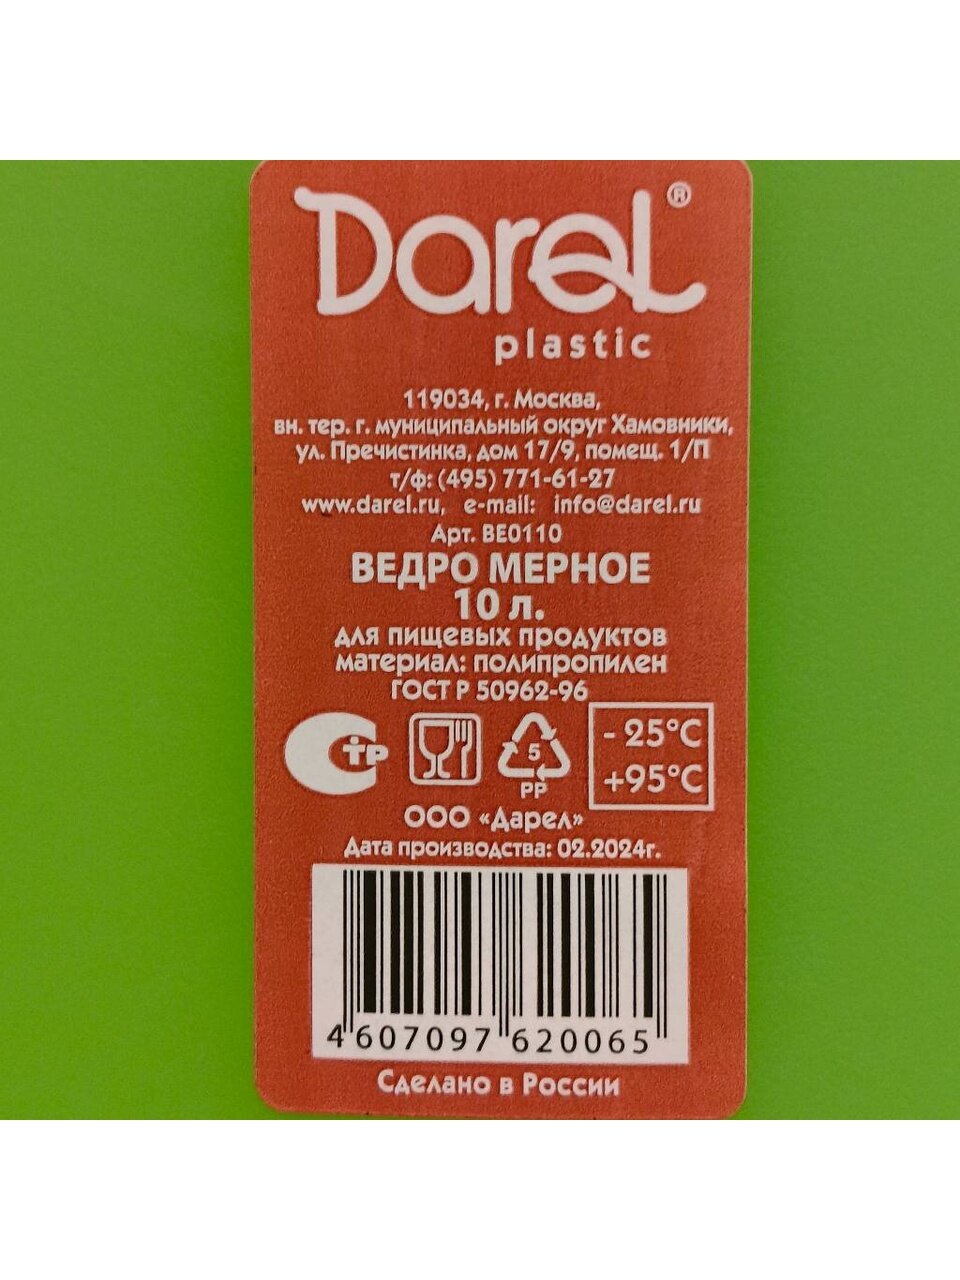 Darel®
plastic
119034, г. Москва,
вн. тер. г. муниципальный округ Хамовники,
ул. Пречистинка, дом 17/9, помещ. 1/П
т/ф: (495) 771-61-27
www.darel.ru, e-mail: info@darel.ru
Арт. ВЕ0110
ВЕДРО МЕРНОЕ
10 л.
для пищевых продуктов
материал: полипропилен
ГОСТ Р 50962-96
СТР
5
PP
- 25°C
+95°C
ООО «Дарел»
Дата производства: 02.2024г.
4 607097 620065
Сделано в России